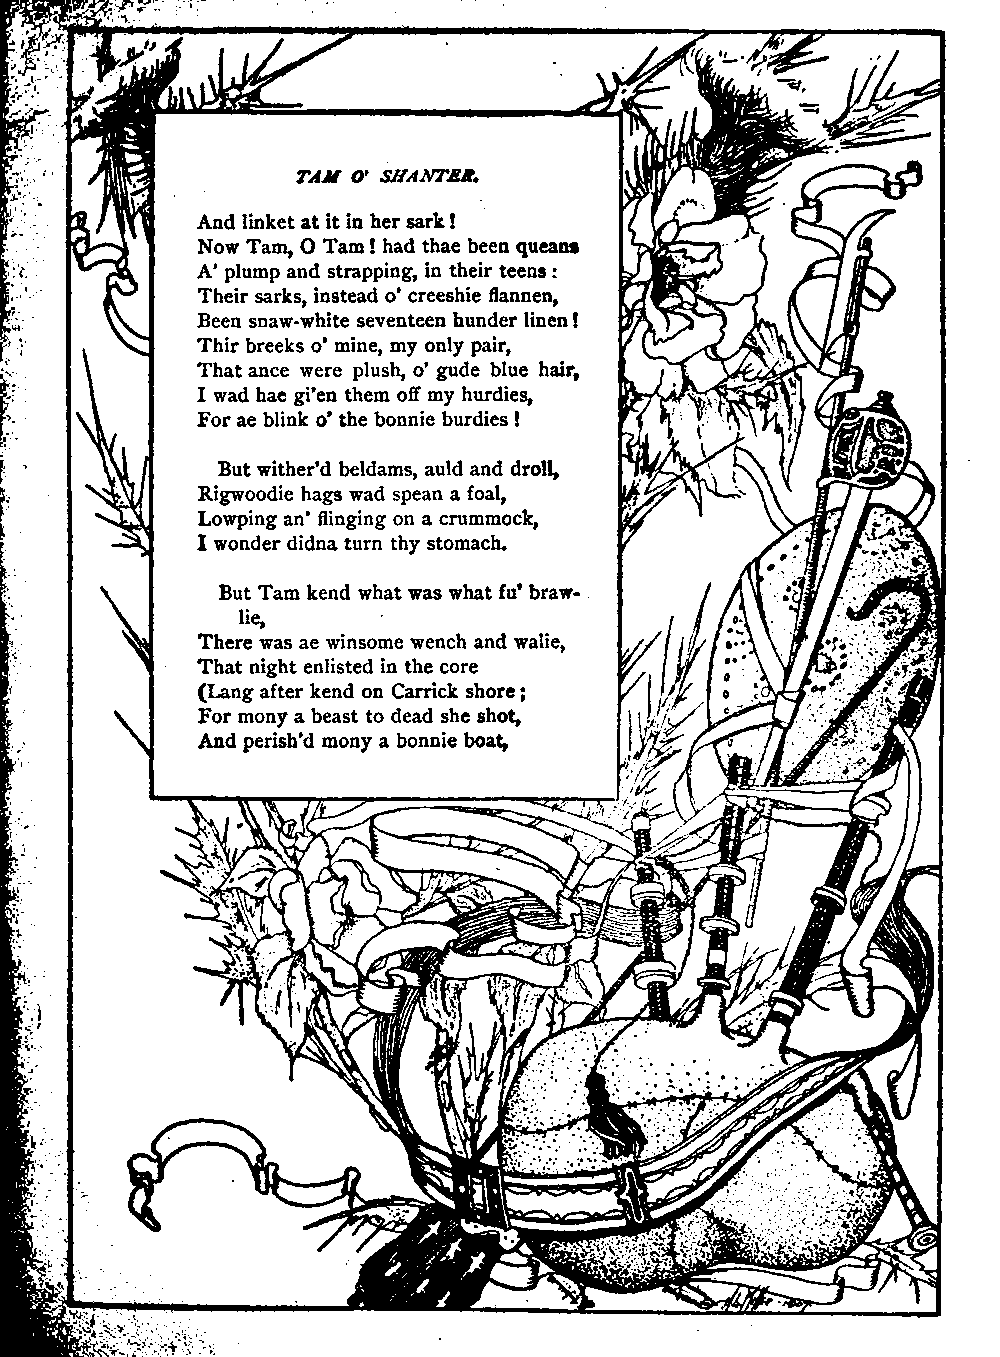 TAM O' SHANTER.
And linket at it in her sark!
Now Tam, O Tam! had thae been queans
A' plump and strapping, in their teens:
Their sarks, instead o' creeshie flannen,
Been snaw-white seventeen hunder linen!
Thir breeks o' mine, my only pair,
That ance were plush, o' gude blue hair,
I wad hae gi'en them off my hurdies,
For ae blink o' the bonnie burdies!
But wither'd beldams, auld and droll,
Rigwoodie hags wad spean a foal,
Lowping an' flinging on a crummock,
I wonder didna turn thy stomach.
But Tam kend what was what fu' braw-
lie,
There was ae winsome wench and walie,
That night enlisted in the core
(Lang after kend on Carrick shore;
For mony a beast to dead she shot,
And perish'd mony a bonnie boat,